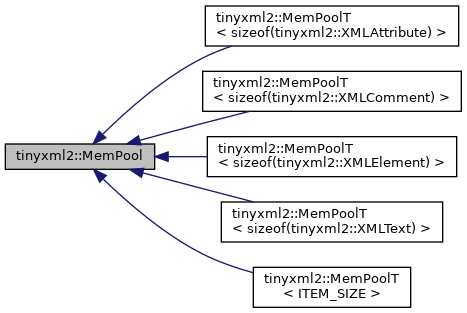 tinyxml2::MemPoolT
< sizeof(tinyxml2::XMLAttribute) >
tinyxml2::MemPoolT
< sizeof(tinyxml2::XMLComment) >
tinyxml2::MemPool
tinyxml2::MemPoolT
< sizeof(tinyxml2::XMLElement) >
tinyxml2::MemPoolT
< sizeof(tinyxml2::XMLText) >
tinyxml2::MemPoolT
< ITEM_SIZE >